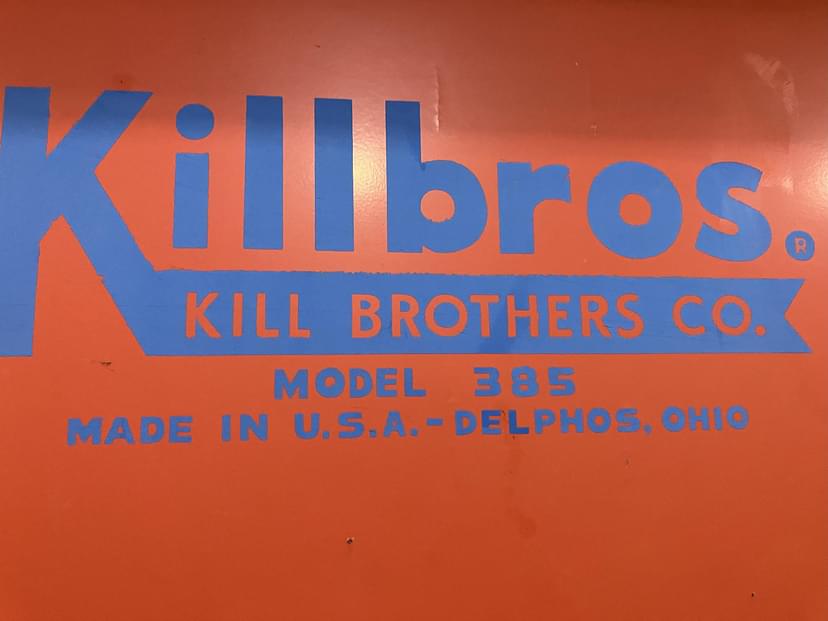 Killbros.®
KILL BROTHERS CO.
MODEL 385
MADE IN U.S.A.-DELPHOS, OHIO